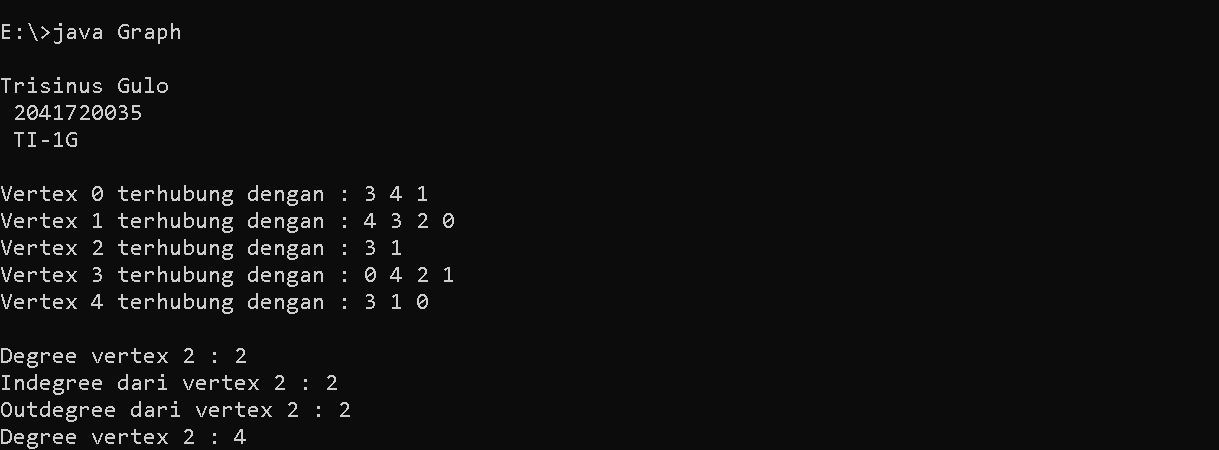 E:\>java Graph
Trisinus Gulo
2041720035
TI-1G
Vertex 0 terhubung dengan : 3 4 1
Vertex 1 terhubung dengan : 4 3 2 0
Vertex 2 terhubung dengan : 3 1
Vertex 3 terhubung dengan : 0 4 2 1
Vertex 4 terhubung dengan : 3 1 0
Degree vertex 2 : 2
Indegree dari vertex 2 : 2
Outdegree dari vertex 2 : 2
Degree vertex 2 : 4